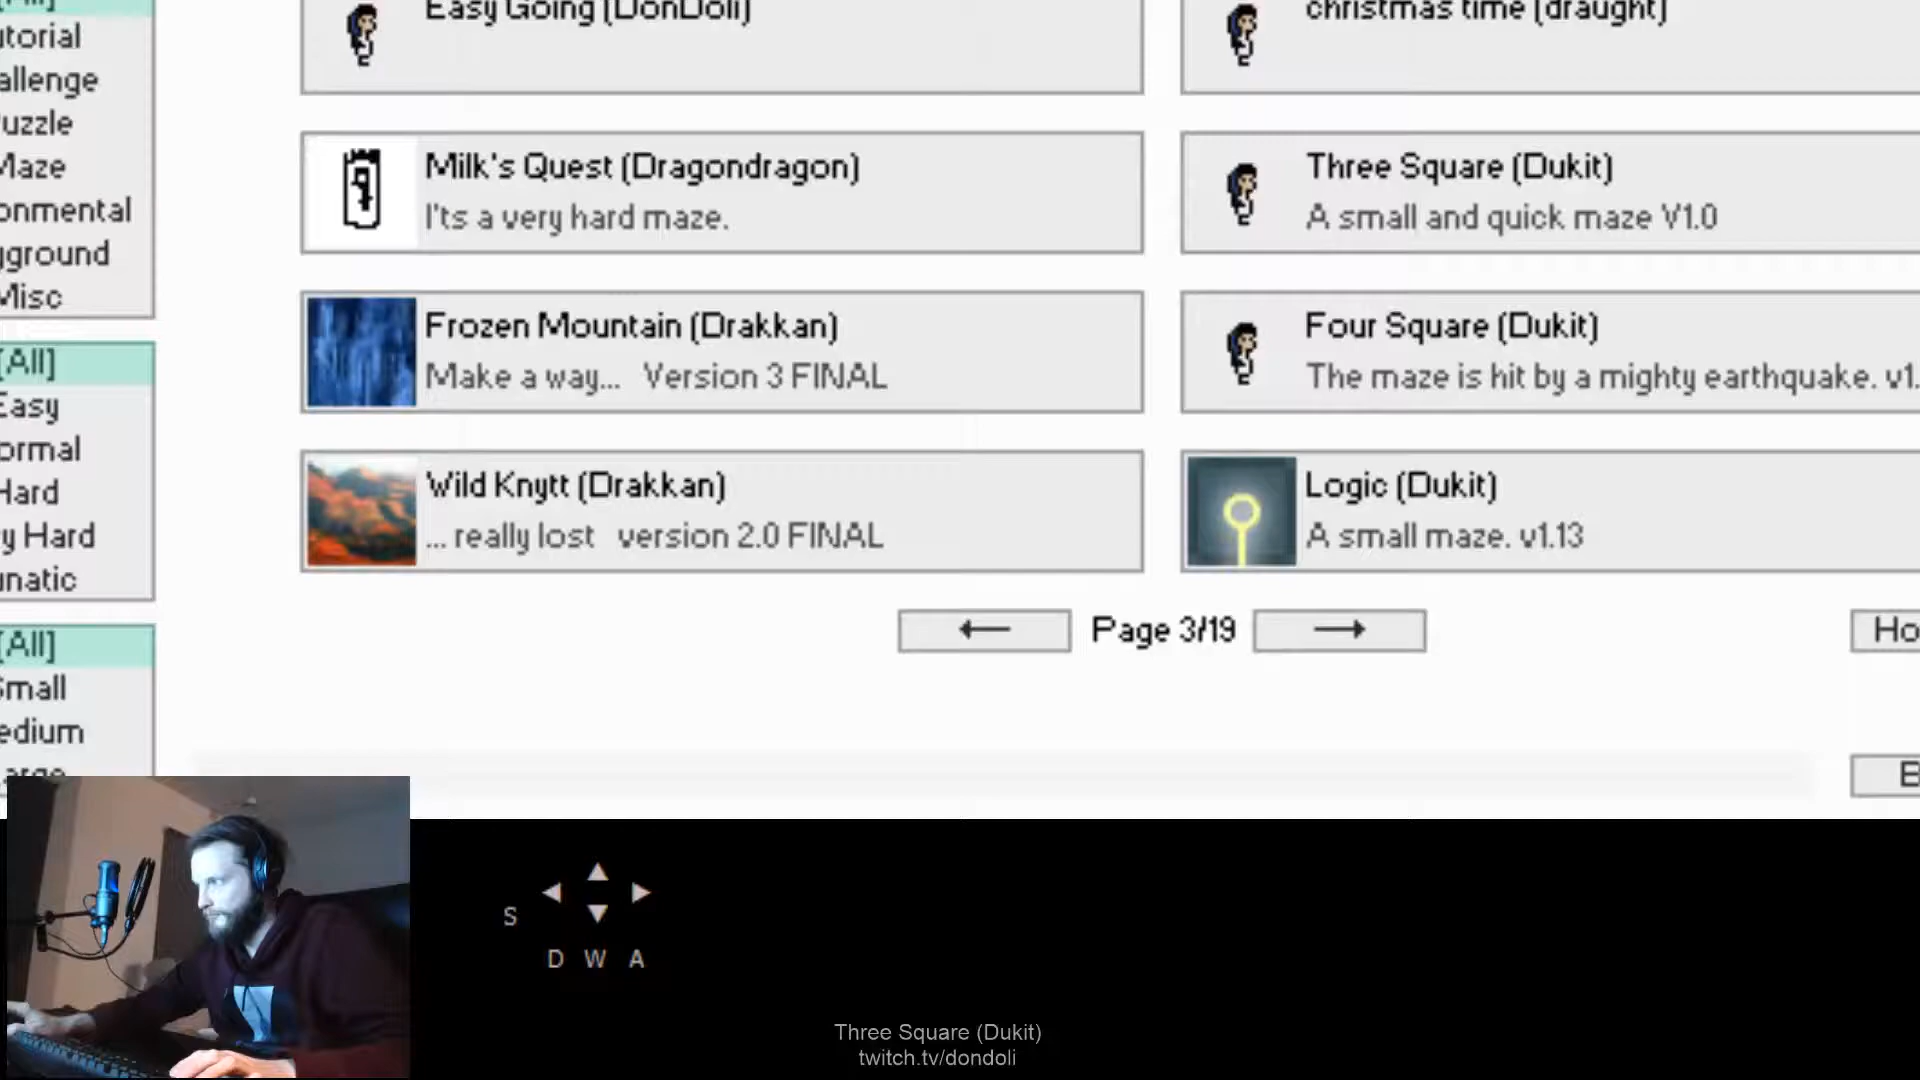 [All]
utorial
allenge
uzzle
Maze
onmental
yground
Misc
[All]
Easy
ormal
Hard
y Hard
unatic
[All]
Small
edium
arge
Easy Going (DonDoli)
christmas time (draught)
Milk's Quest (Dragondragon)
I'ts a very hard maze.
Three Square (Dukit)
A small and quick maze V1.0
Frozen Mountain (Drakkan)
Make a way... Version 3 FINAL
Four Square (Dukit)
The maze is hit by a mighty earthquake. v1.
Wild Knytt (Drakkan)
... really lost version 2.0 FINAL
Logic (Dukit)
A small maze. v1.13
Page 3/19
Ho
S
D W A
Three Square (Dukit)
twitch.tv/dondoli